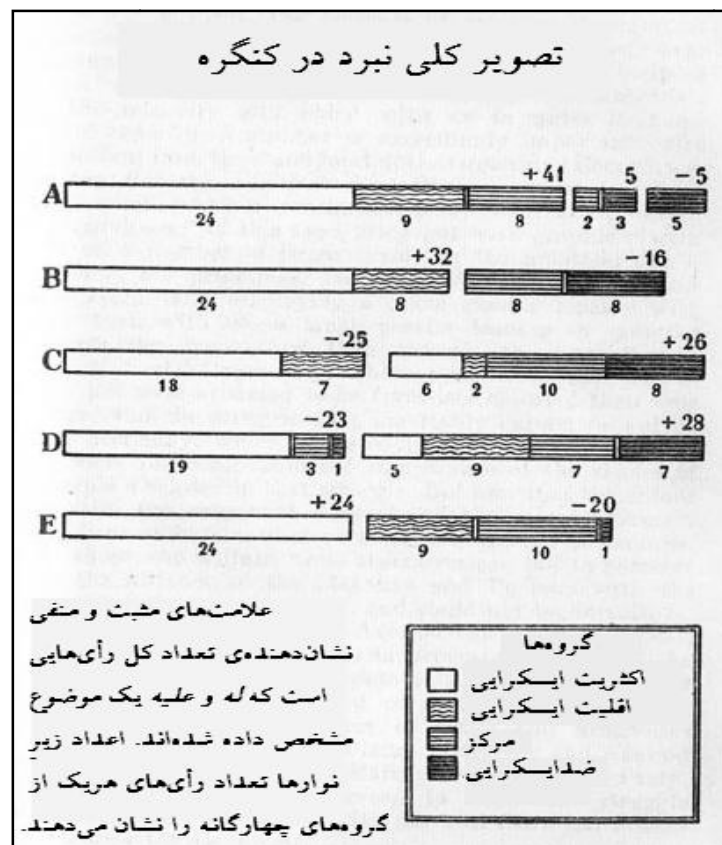 تصویر کلی نبرد در کنگره
A +41 5 −5
24 9 8 2 3 5
B +32 −16
24 8 8 8
C −25 +26
18 7 6 2 10 8
D −23 +28
19 3 1 5 9 7 7
E +24 −20
24 9 10 1
علامت‌های مثبت و منفی
نشان‌دهنده‌ی تعداد کل رأی‌هایی
است که له و علیه یک موضوع
مشخص داده شده‌اند. اعداد زیر
نوارها تعداد رأی‌های هریک از
گروه‌های چهارگانه را نشان می‌دهند.
گروه‌ها
اکثریت ایسکرایی
اقلیت ایسکرایی
مرکز
ضدایسکرایی